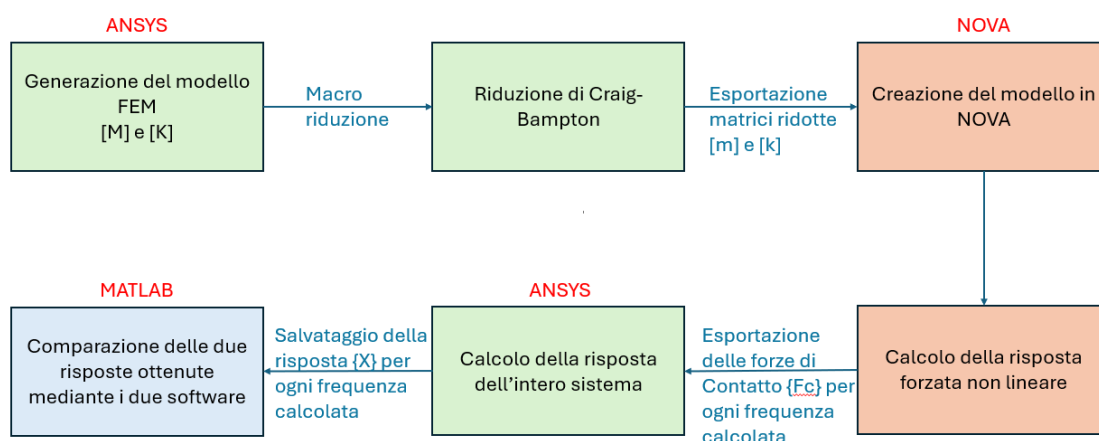 ANSYS
Generazione del modello
FEM
[M] e [K]
Macro
riduzione
Riduzione di Craig-
Bampton
Esportazione
matrici ridotte
[m] e [k]
NOVA
Creazione del modello in
NOVA
Calcolo della risposta
forzata non lineare
Esportazione
delle forze di
Contatto {Fc} per
ogni frequenza
calcolata
ANSYS
Calcolo della risposta
dell'intero sistema
Salvataggio della
risposta {X} per
ogni frequenza
calcolata
MATLAB
Comparazione delle due
risposte ottenute
mediante i due software